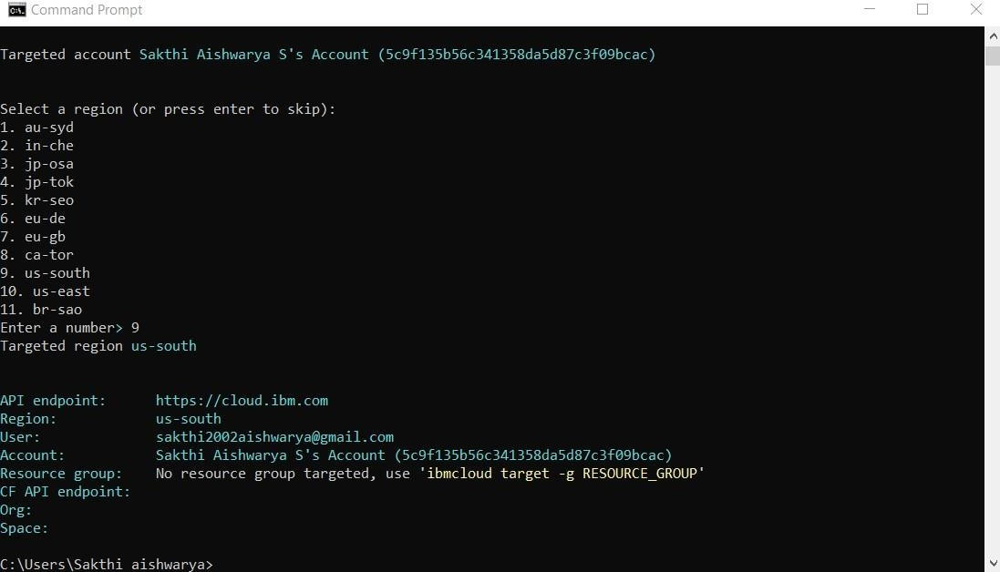 Command Prompt
Targeted account Sakthi Aishwarya S's Account (5c9f135b56c341358da5d87c3f09bcac)
Select a region (or press enter to skip):
1. au-syd
2. in-che
3. jp-osa
4. jp-tok
5. kr-seo
6. eu-de
7. eu-gb
8. ca-tor
9. us-south
10. us-east
11. br-sao
Enter a number> 9
Targeted region us-south
API endpoint: https://cloud.ibm.com
Region: us-south
User: sakthi2002aishwarya@gmail.com
Account: Sakthi Aishwarya S's Account (5c9f135b56c341358da5d87c3f09bcac)
Resource group: No resource group targeted, use 'ibmcloud target -g RESOURCE_GROUP'
CF API endpoint:
Org:
Space:
C:\Users\Sakthi aishwarya>